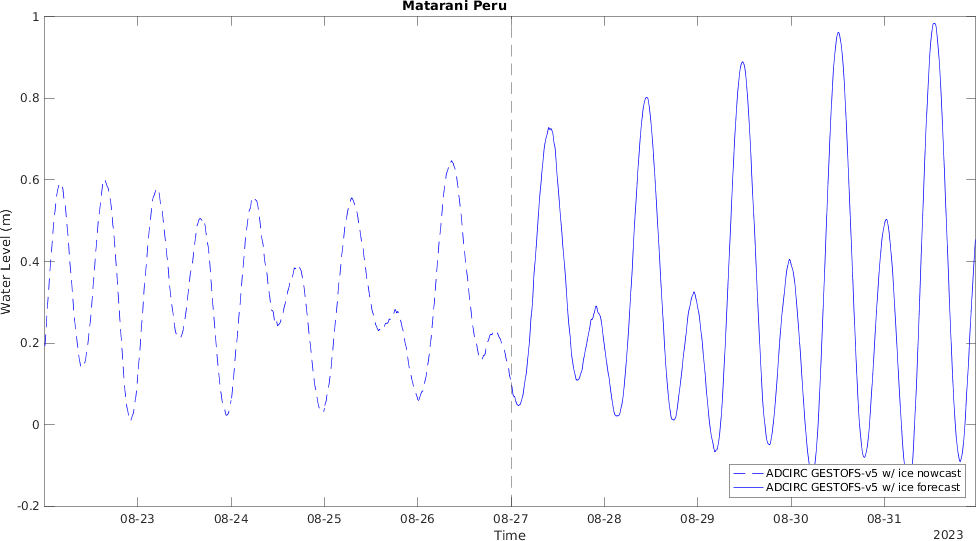 Matarani Peru
1
0.8
0.6
0.4
0.2
0
-0.2
Water Level (m)
08-23 08-24 08-25 08-26 08-27 08-28 08-29 08-30 08-31
Time
2023
ADCIRC GESTOFS-v5 w/ ice nowcast
ADCIRC GESTOFS-v5 w/ ice forecast